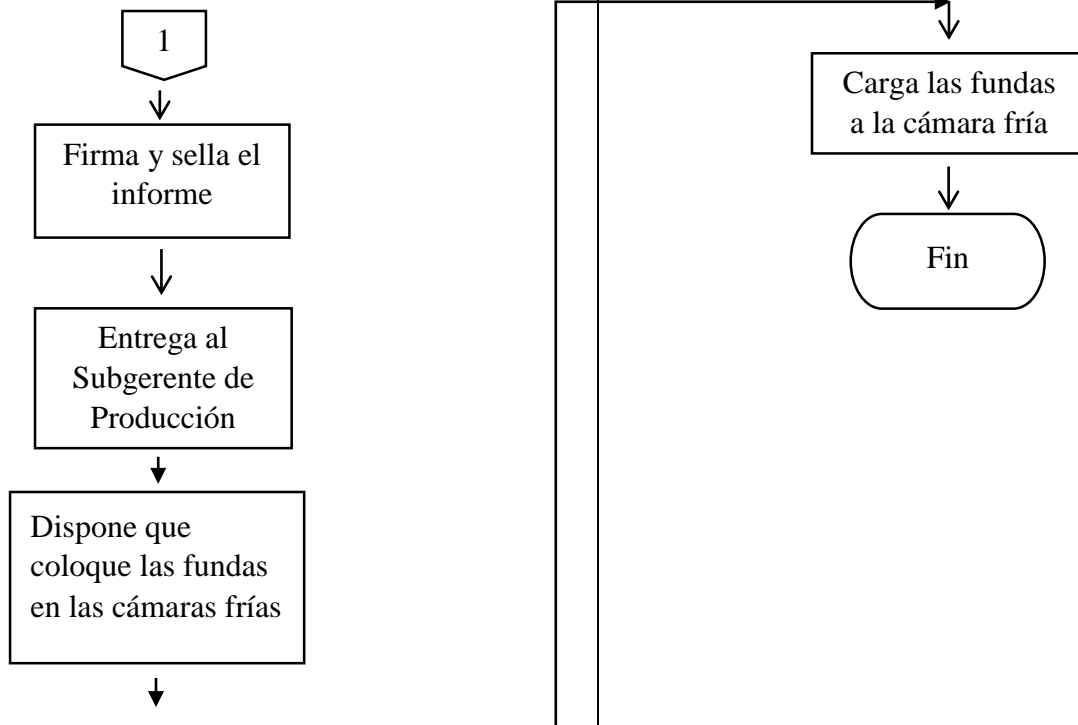 1
Firma y sella el
informe
Entrega al
Subgerente de
Producción
Dispone que
coloque las fundas
en las cámaras frías
Carga las fundas
a la cámara fría
Fin